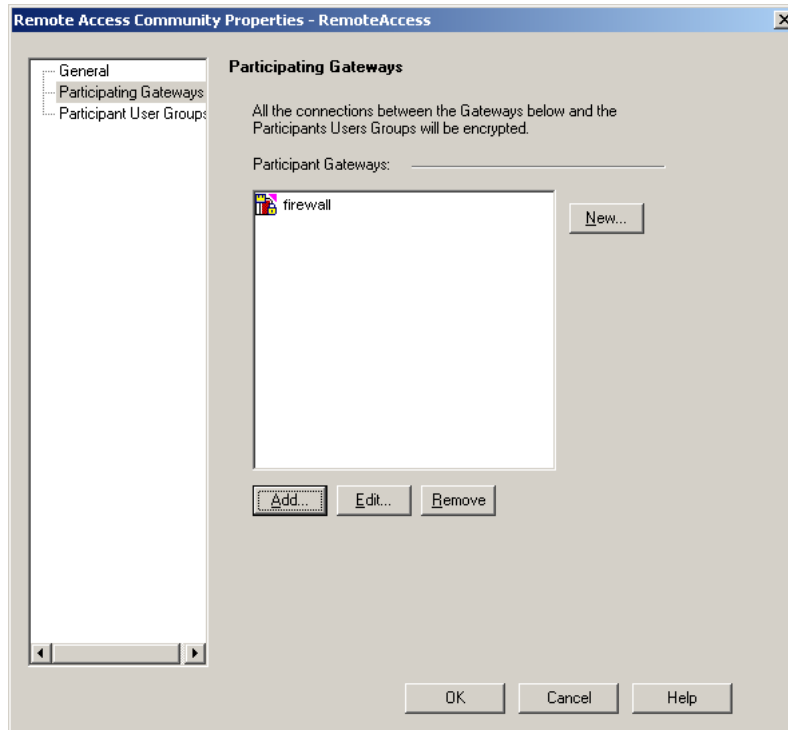 Remote Access Community Properties - RemoteAccess
General
Participating Gateways
Participant User Groups
Participating Gateways
All the connections between the Gateways below and the
Participants Users Groups will be encrypted.
Participant Gateways:
firewall
New...
Add...
Edit...
Remove
OK
Cancel
Help